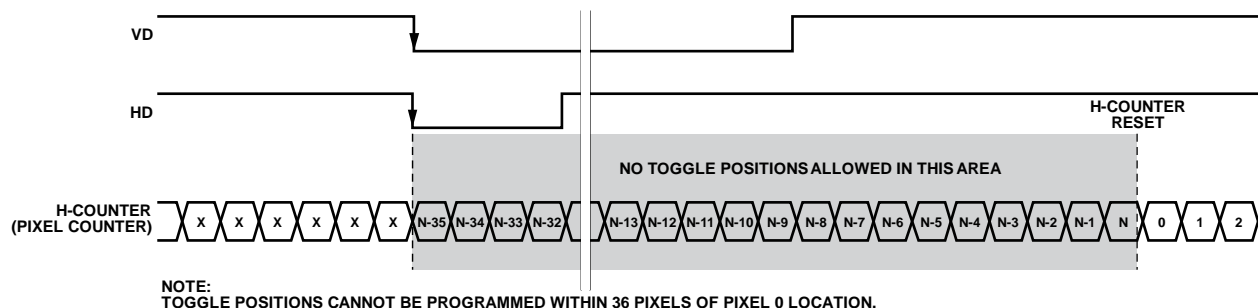 VD
HD
H-COUNTER
RESET
NO TOGGLE POSITIONS ALLOWED IN THIS AREA
H-COUNTER
(PIXEL COUNTER)
X X X X X X N-35 N-34 N-33 N-32 N-13 N-12 N-11 N-10 N-9 N-8 N-7 N-6 N-5 N-4 N-3 N-2 N-1 N 0 1 2
NOTE:
TOGGLE POSITIONS CANNOT BE PROGRAMMED WITHIN 36 PIXELS OF PIXEL 0 LOCATION.